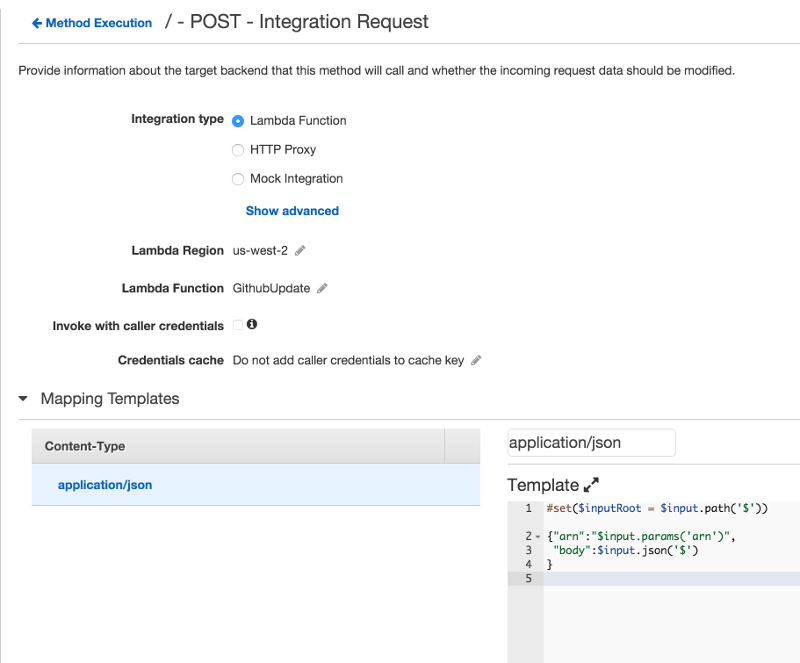 Method Execution / - POST - Integration Request
Provide information about the target backend that this method will call and whether the incoming request data should be modified.
Integration type Lambda Function
HTTP Proxy
Mock Integration
Show advanced
Lambda Region us-west-2
Lambda Function GithubUpdate
Invoke with caller credentials
Credentials cache Do not add caller credentials to cache key
Mapping Templates
Content-Type
application/json
application/json
Template
1 #set($inputRoot = $input.path('$'))
2 {"arn":"$input.params('arn')",
3 "body":$input.json('$')
4 }
5